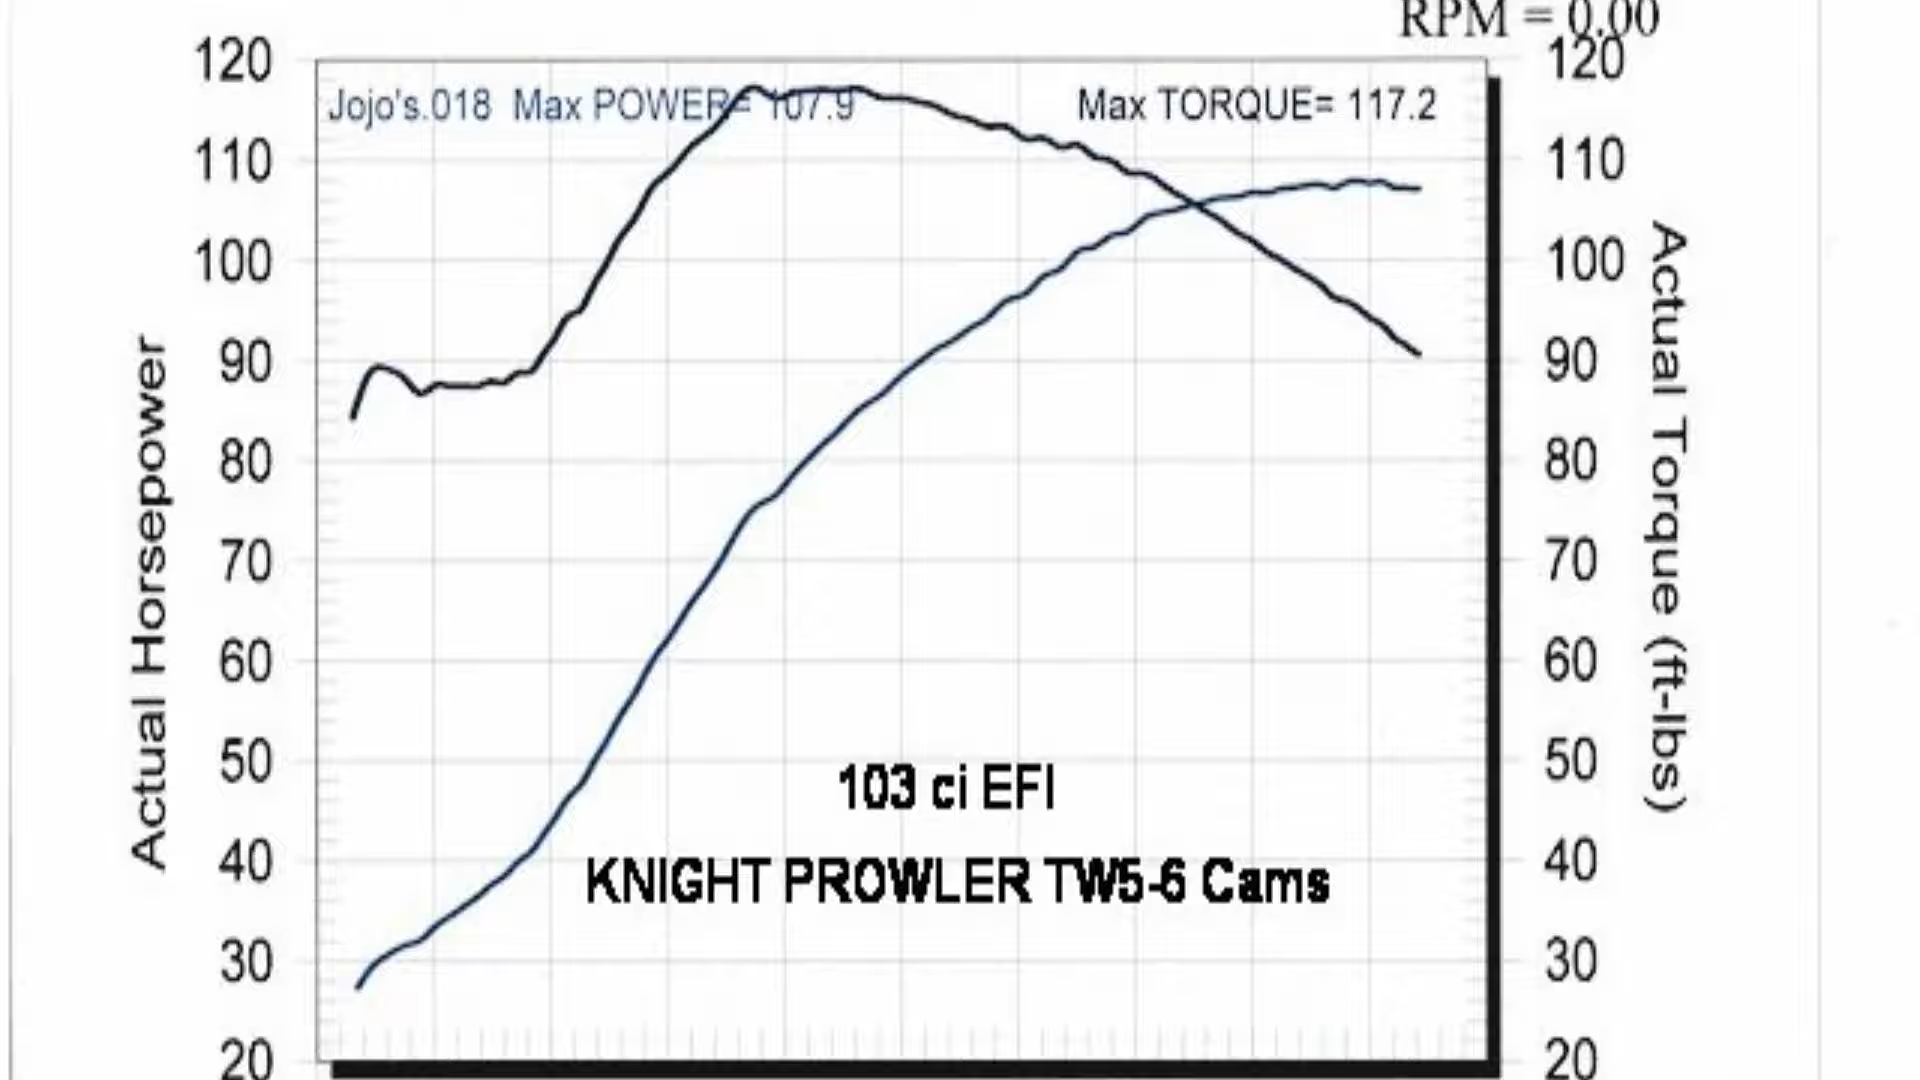 RPM = 0.00
Jojo's.018 Max POWER= 107.9 Max TORQUE= 117.2
120 120
110 110
100 100
90 90
80 80
70 70
60 60
50 50
40 40
30 30
20 20
Actual Horsepower
Actual Torque (ft-lbs)
103 ci EFI
KNIGHT PROWLER TW5-6 Cams